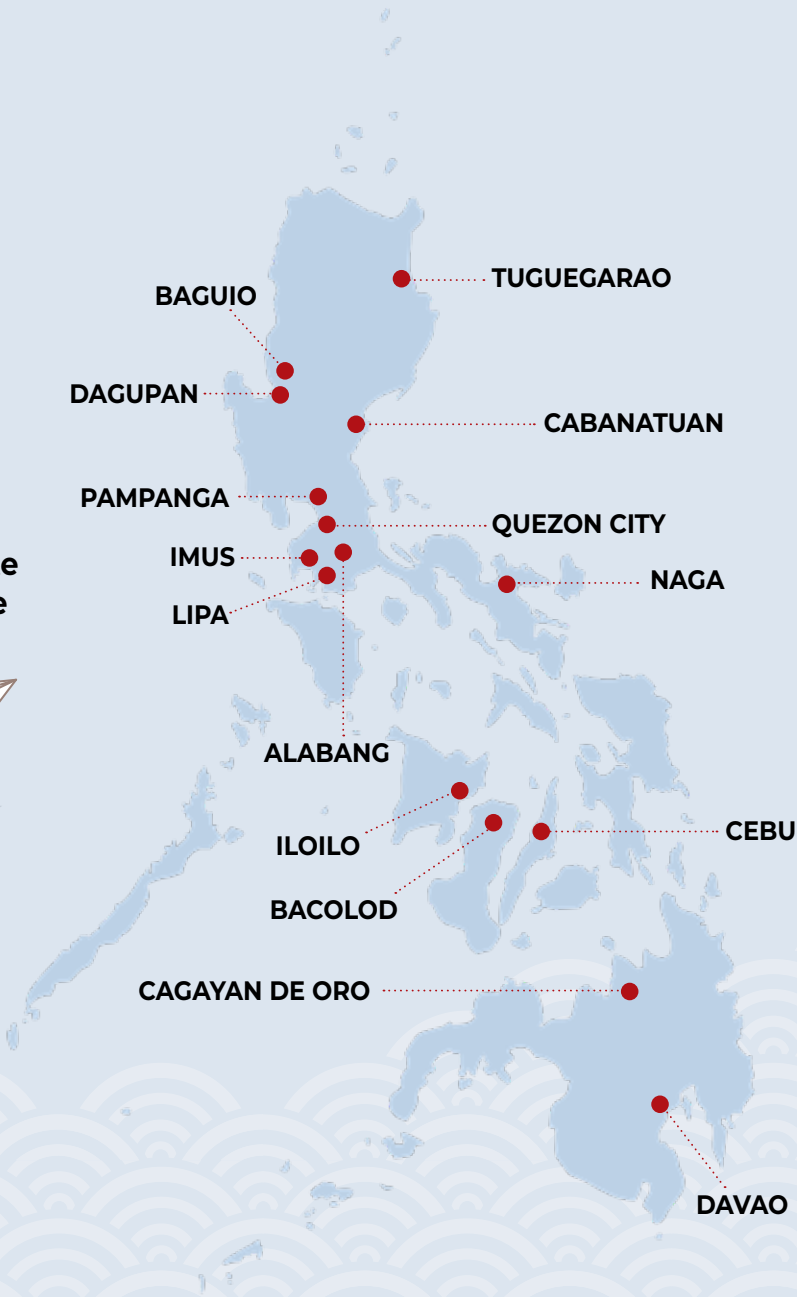 TUGUEGARAO
BAGUIO
DAGUPAN
CABANATUAN
PAMPANGA
QUEZON CITY
IMUS
e
NAGA
e
LIPA
ALABANG
CEBU
ILOILO
BACOLOD
CAGAYAN DE ORO
DAVAO